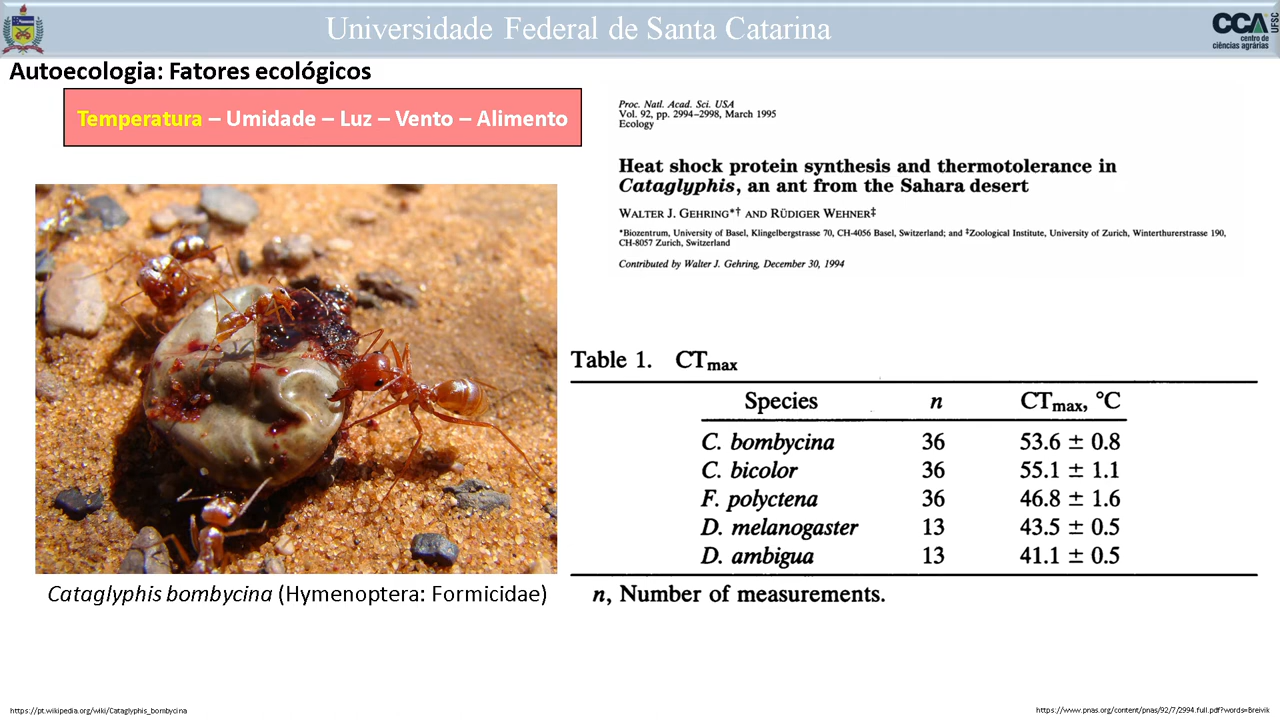 Universidade Federal de Santa Catarina
CCA
UFSC
centro de
ciências agrárias
Autoecologia: Fatores ecológicos
Temperatura – Umidade – Luz – Vento – Alimento
Proc. Natl. Acad. Sci. USA
Vol. 92, pp. 2994–2998, March 1995
Ecology
Heat shock protein synthesis and thermotolerance in
Cataglyphis, an ant from the Sahara desert
WALTER J. GEHRING*† AND RÜDIGER WEHNER‡
*Biozentrum, University of Basel, Klingelbergstrasse 70, CH-4056 Basel, Switzerland; and ‡Zoological Institute, University of Zurich, Winterthurerstrasse 190,
CH-8057 Zurich, Switzerland
Contributed by Walter J. Gehring, December 30, 1994
Table 1. CTmax
Species n CTmax, °C
C. bombycina 36 53.6 ± 0.8
C. bicolor 36 55.1 ± 1.1
F. polyctena 36 46.8 ± 1.6
D. melanogaster 13 43.5 ± 0.5
D. ambigua 13 41.1 ± 0.5
n, Number of measurements.
Cataglyphis bombycina (Hymenoptera: Formicidae)
https://pt.wikipedia.org/wiki/Cataglyphis_bombycina
https://www.pnas.org/content/pnas/92/7/2994.full.pdf?words=Breivik